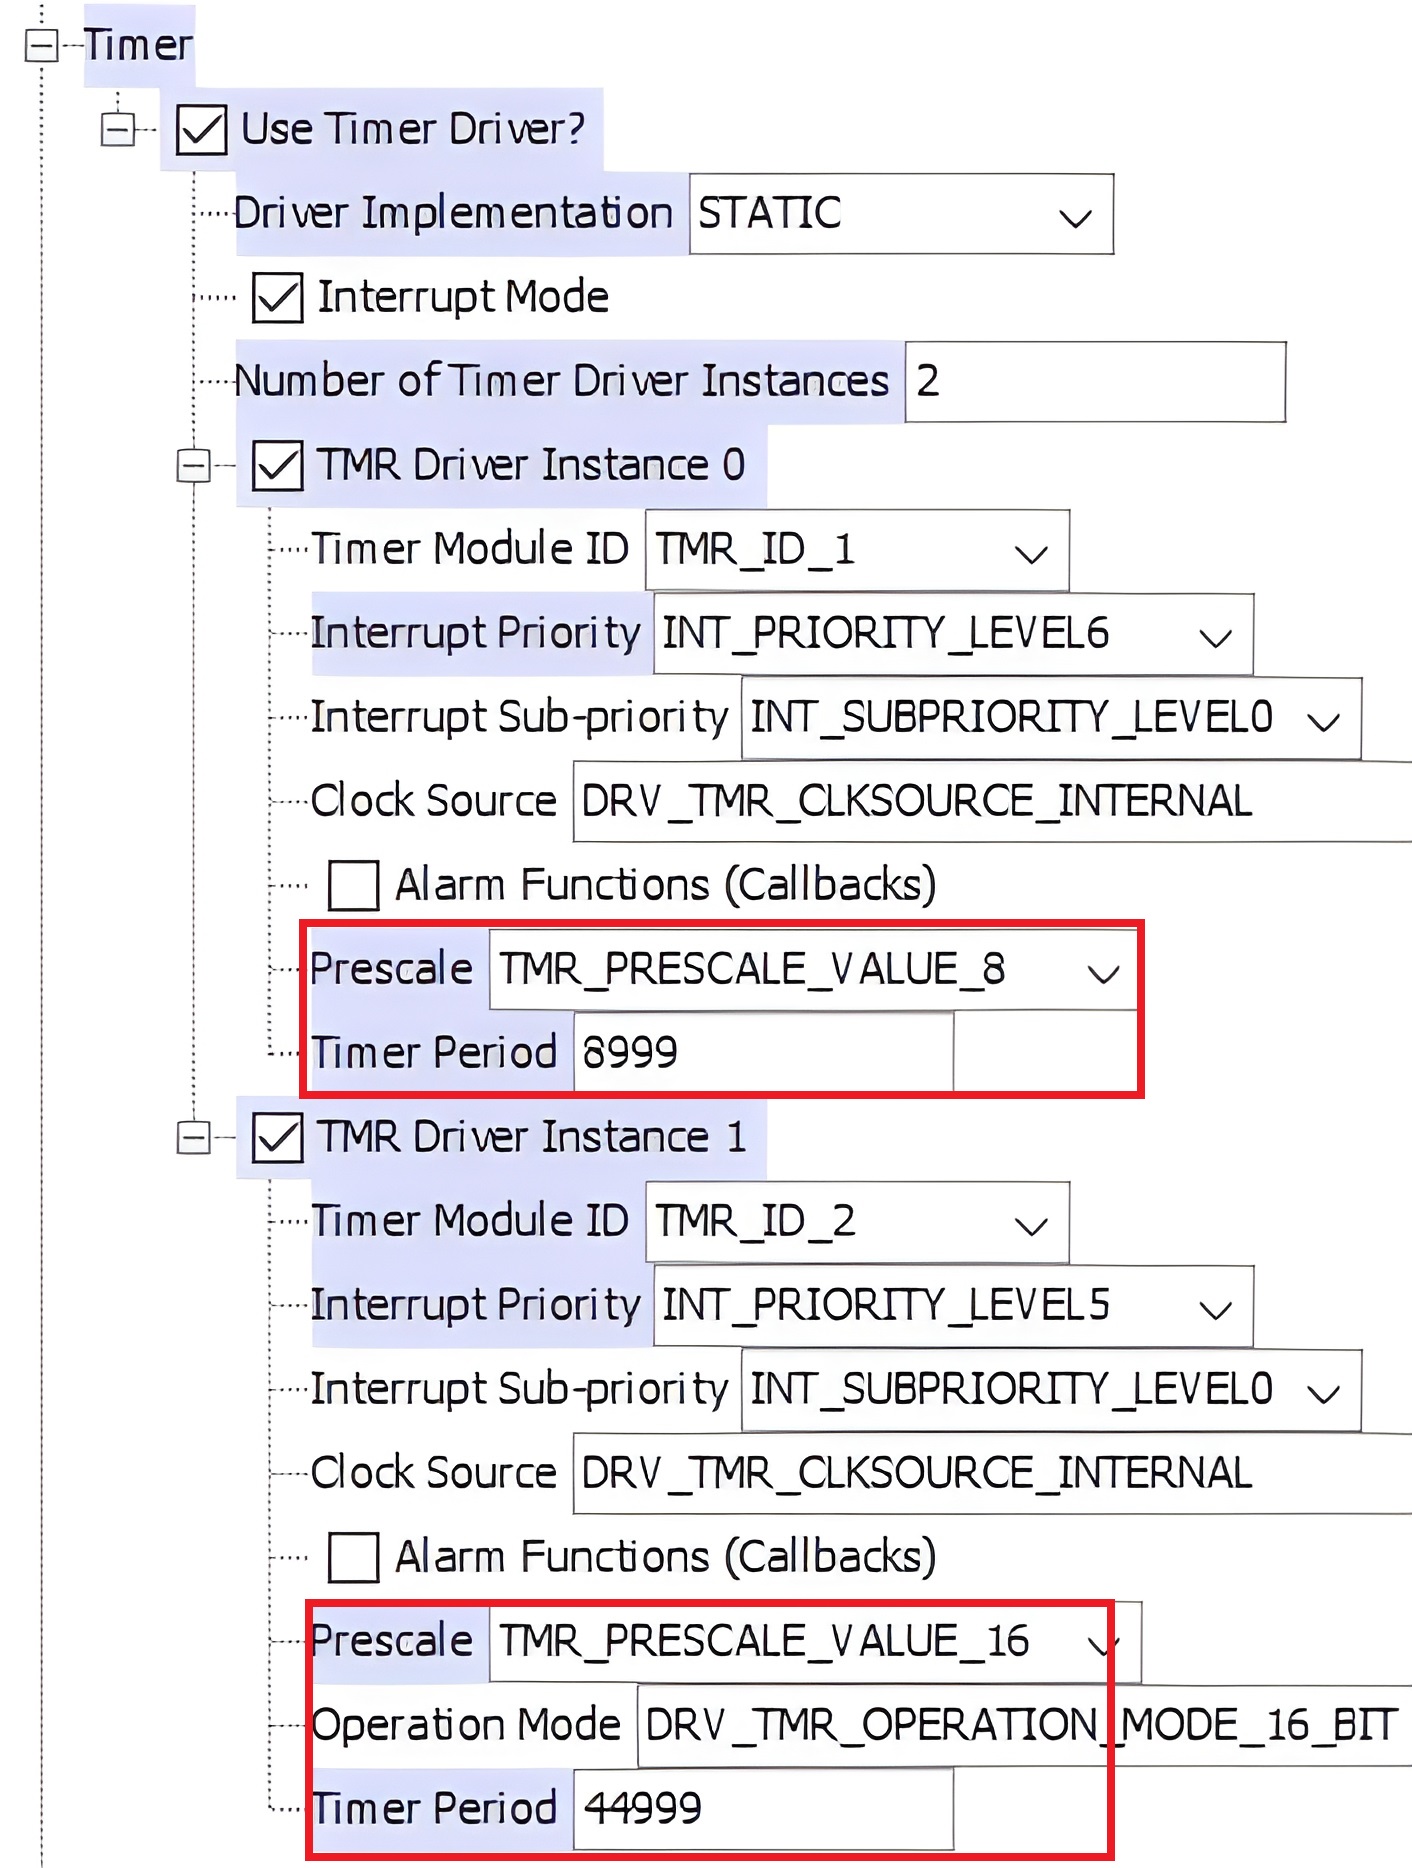 Timer
Use Timer Driver?
Driver Implementation STATIC
Interrupt Mode
Number of Timer Driver Instances 2
TMR Driver Instance 0
Timer Module ID TMR_ID_1
Interrupt Priority INT_PRIORITY_LEVEL6
Interrupt Sub-priority INT_SUBPRIORITY_LEVEL0
Clock Source DRV_TMR_CLKSOURCE_INTERNAL
Alarm Functions (Callbacks)
Prescale TMR_PRESCALE_VALUE_8
Timer Period 8999
TMR Driver Instance 1
Timer Module ID TMR_ID_2
Interrupt Priority INT_PRIORITY_LEVEL5
Interrupt Sub-priority INT_SUBPRIORITY_LEVEL0
Clock Source DRV_TMR_CLKSOURCE_INTERNAL
Alarm Functions (Callbacks)
Prescale TMR_PRESCALE_VALUE_16
Operation Mode DRV_TMR_OPERATION_MODE_16_BIT
Timer Period 44999